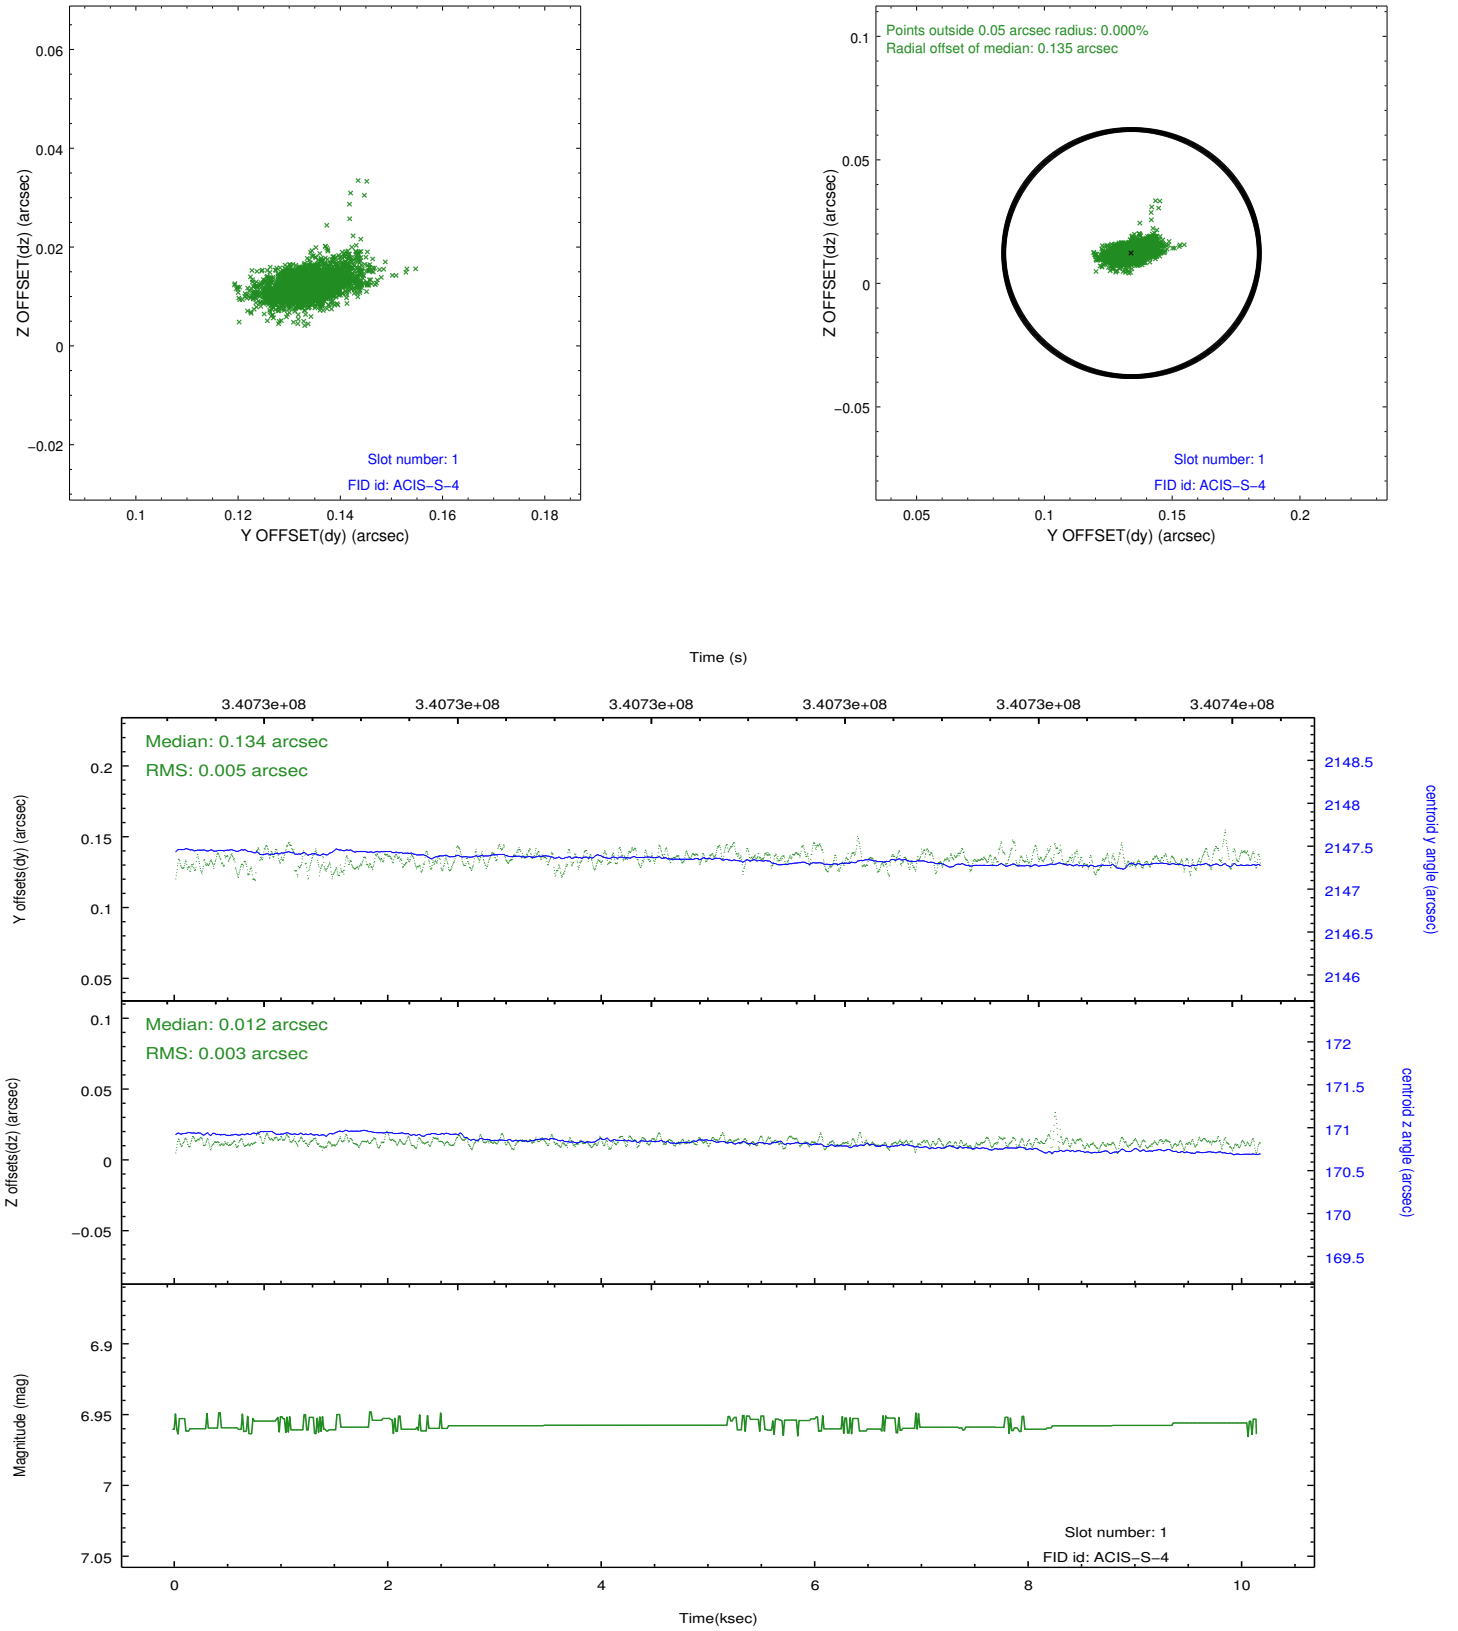 0.06
0.04
0.02
0
−0.02
Z OFFSET(dz) (arcsec)
Slot number: 1
FID id: ACIS−S−4
0.1
0.12
0.14
0.16
0.18
Y OFFSET(dy) (arcsec)
Points outside 0.05 arcsec radius: 0.000%
Radial offset of median: 0.135 arcsec
0.1
0.05
0
−0.05
Z OFFSET(dz) (arcsec)
Slot number: 1
FID id: ACIS−S−4
0.05
0.1
0.15
0.2
Y OFFSET(dy) (arcsec)
Time (s)
3.4073e+08
3.4073e+08
3.4073e+08
3.4073e+08
3.4073e+08
3.4074e+08
Median: 0.134 arcsec
RMS: 0.005 arcsec
0.2
0.15
0.1
0.05
Y offsets(dy) (arcsec)
2148.5
2148
2147.5
2147
2146.5
2146
centroid y angle (arcsec)
Median: 0.012 arcsec
RMS: 0.003 arcsec
0.1
0.05
0
−0.05
Z offsets(dz) (arcsec)
172
171.5
171
170.5
170
169.5
centroid z angle (arcsec)
6.9
6.95
7
7.05
Magnitude (mag)
Slot number: 1
FID id: ACIS−S−4
0
2
4
6
8
10
Time(ksec)